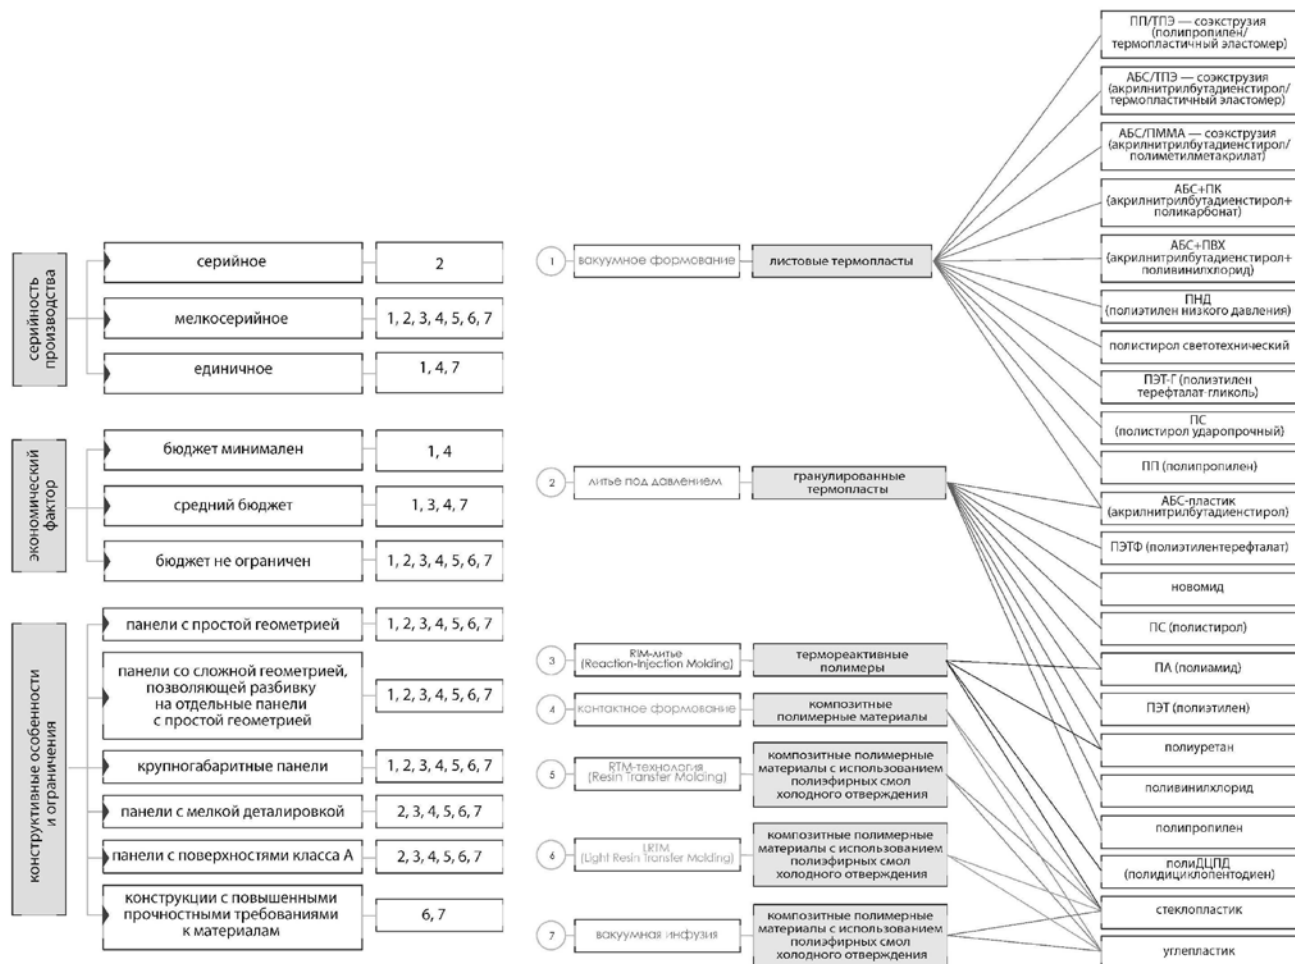 серийность
производства
серийное
2
мелкосерийное
1, 2, 3, 4, 5, 6, 7
единичное
1, 4, 7
экономический
фактор
бюджет минимален
1, 4
средний бюджет
1, 3, 4, 7
бюджет не ограничен
1, 2, 3, 4, 5, 6, 7
конструктивные особенности
и ограничения
панели с простой геометрией
1, 2, 3, 4, 5, 6, 7
панели со сложной геометрией,
позволяющей разбивку
на отдельные панели
с простой геометрией
1, 2, 3, 4, 5, 6, 7
крупногабаритные панели
1, 2, 3, 4, 5, 6, 7
панели с мелкой деталировкой
2, 3, 4, 5, 6, 7
панели с поверхностями класса А
2, 3, 4, 5, 6, 7
конструкции с повышенными
прочностными требованиями
к материалам
6, 7
1
вакуумное формование
листовые термопласты
2
литье под давлением
гранулированные
термопласты
3
RIM-литье
(Reaction-Injection Molding)
термореактивные
полимеры
4
контактное формование
композитные
полимерные материалы
5
RTM-технология
(Resin Transfer Molding)
композитные полимерные
материалы с использованием
полиэфирных смол
холодного отверждения
6
LRTM
(Light Resin Transfer Molding)
композитные полимерные
материалы с использованием
полиэфирных смол
холодного отверждения
7
вакуумная инфузия
композитные полимерные
материалы с использованием
полиэфирных смол
холодного отверждения
ПП/ТПЭ — соэкструзия
(полипропилен/
термопластичный эластомер)
АБС/ТПЭ — соэкструзия
(акрилнитрилбутадиенстирол/
термопластичный эластомер)
АБС/ПММА — соэкструзия
(акрилнитрилбутадиенстирол/
полиметилметакрилат)
АБС+ПК
(акрилнитрилбутадиенстирол+
поликарбонат)
АБС+ПВХ
(акрилнитрилбутадиенстирол+
поливинилхлорид)
ПНД
(полиэтилен низкого давления)
полистирол светотехнический
ПЭТ-Г (полиэтилен
терефталат-гликоль)
ПС
(полистирол ударопрочный)
ПП (полипропилен)
АБС-пластик
(акрилнитрилбутадиенстирол)
ПЭТФ (полиэтилентерефталат)
новомид
ПС (полистирол)
ПА (полиамид)
ПЭТ (полиэтилен)
полиуретан
поливинилхлорид
полипропилен
полиДЦПД
(полидициклопентодиен)
стеклопластик
углепластик